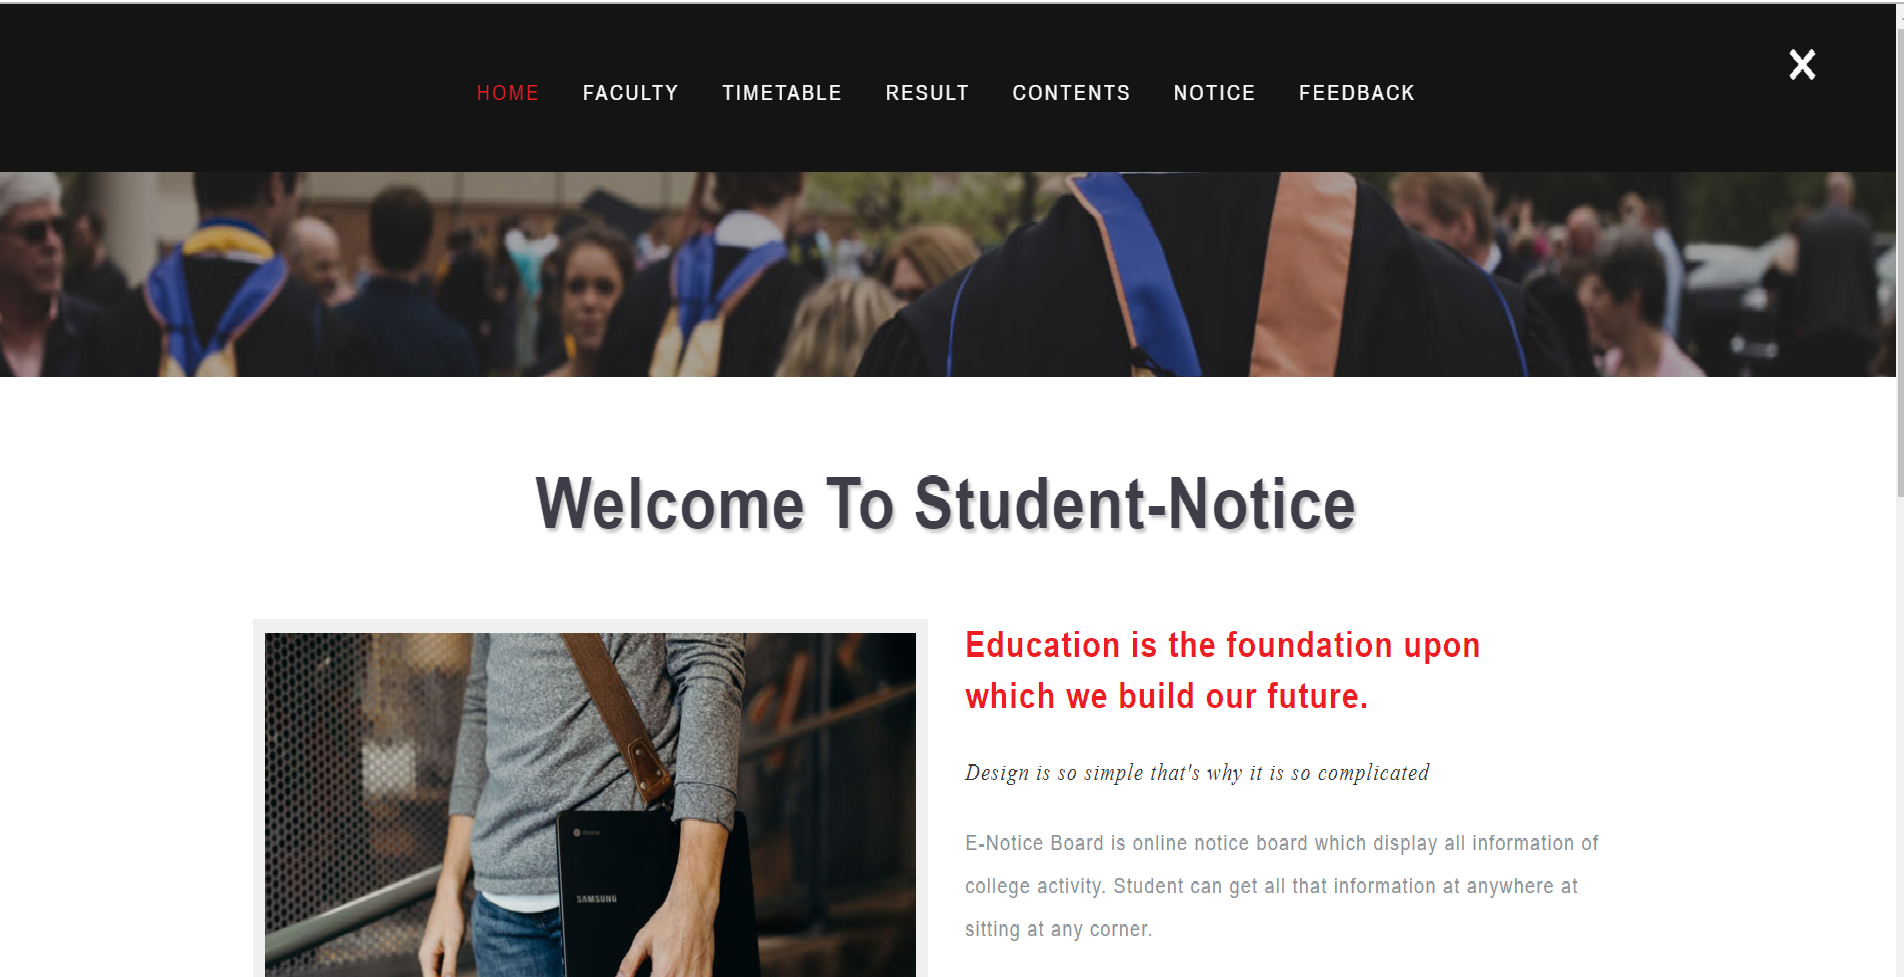 HOME FACULTY TIMETABLE RESULT CONTENTS NOTICE FEEDBACK
Welcome To Student-Notice
Education is the foundation upon
which we build our future.
Design is so simple that's why it is so complicated
E-Notice Board is online notice board which display all information of
college activity. Student can get all that information at anywhere at
sitting at any corner.
chrome
SAMSUNG